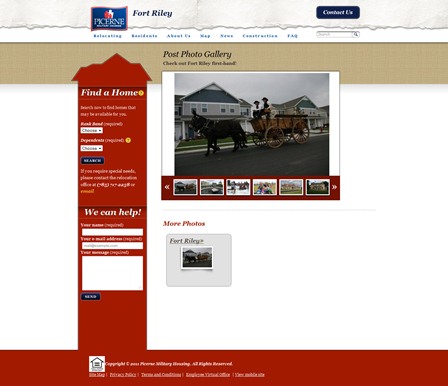 PICERNE
MILITARY HOUSING
Fort Riley
Contact Us
Relocating Residents About Us Map News Construction FAQ
Search
Post Photo Gallery
Check out Fort Riley first-hand!
Find a Home
Search now to find homes that
may be available for you.
Rank Band (required)
Choose
Dependents (required)
Choose
SEARCH
If you require special needs,
please contact the relocation
office at (785) 717-2258 or
email!
We can help!
Your name (required)
Your e-mail address (required)
Your message (required)
SEND
More Photos
Fort Riley»
Copyright © 2011 Picerne Military Housing. All Rights Reserved.
Site Map | Privacy Policy | Terms and Conditions | Employee Virtual Office | View mobile site